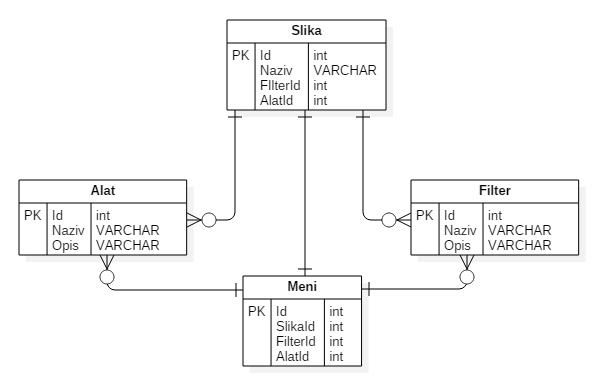 Slika
PK Id int
Naziv VARCHAR
FIlterId int
AlatId int
Alat
PK Id int
Naziv VARCHAR
Opis VARCHAR
Filter
PK Id int
Naziv VARCHAR
Opis VARCHAR
Meni
PK Id int
SlikaId int
FilterId int
AlatId int